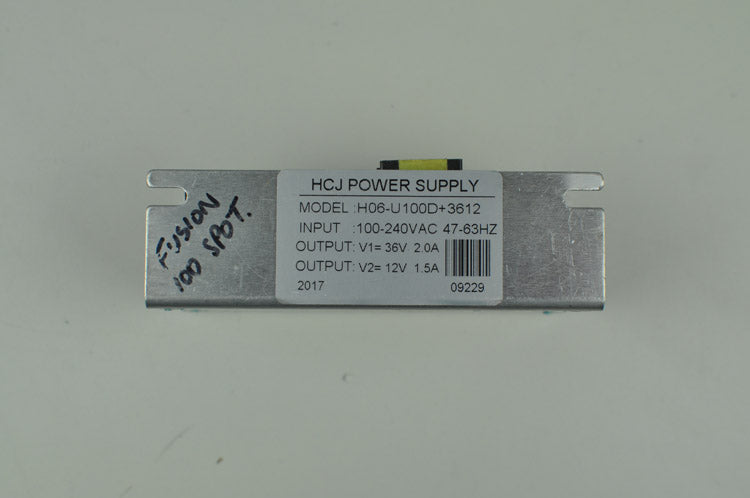 FUSION
100 SPOT.
HCJ POWER SUPPLY
MODEL :H06-U100D+3612
INPUT :100-240VAC 47-63HZ
OUTPUT: V1= 36V 2.0A
OUTPUT: V2= 12V 1.5A
2017 09229